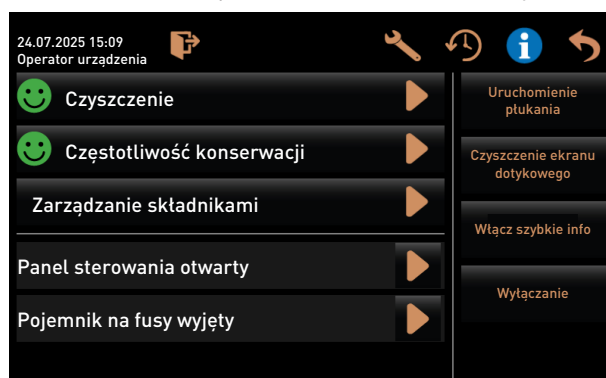 24.07.2025 15:09
Operator urządzenia
Czyszczenie
Częstotliwość konserwacji
Zarządzanie składnikami
Panel sterowania otwarty
Pojemnik na fusy wyjęty
Uruchomienie
płukania
Czyszczenie ekranu
dotykowego
Włącz szybkie info
Wyłączanie